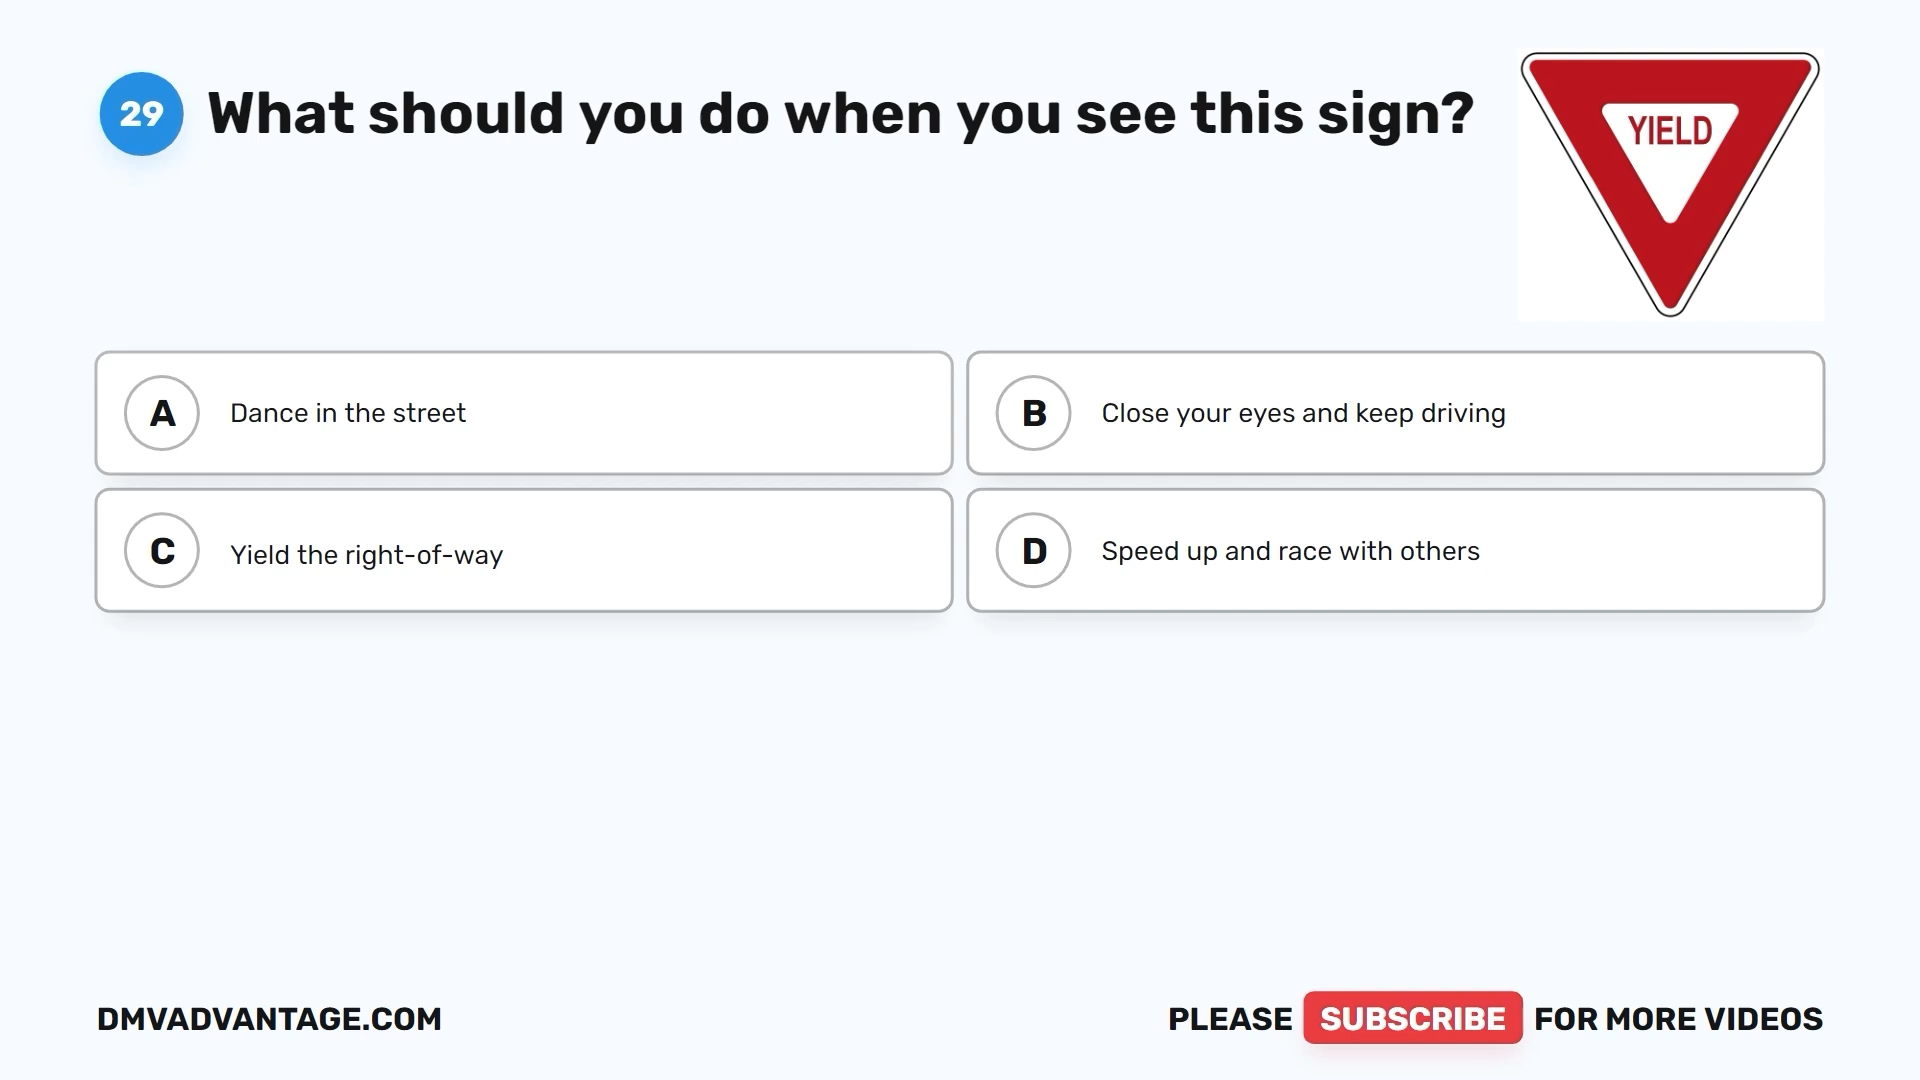 29
What should you do when you see this sign?
YIELD
A Dance in the street
B Close your eyes and keep driving
C Yield the right-of-way
D Speed up and race with others
DMVADVANTAGE.COM
PLEASE SUBSCRIBE FOR MORE VIDEOS